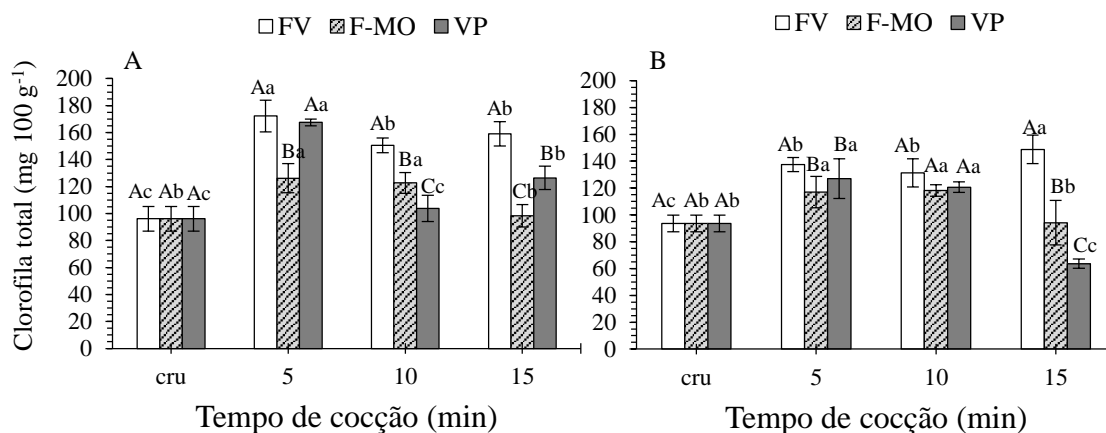 FV F-MO VP
A
Clorofila total (mg 100 g⁻¹)
200
180
160
140
120
100
80
60
40
20
0
Ac Ab Ac
Aa Ba Aa
Ab Ba Cc
Ab Cb Bb
cru 5 10 15
Tempo de cocção (min)
FV F-MO VP
B
200
180
160
140
120
100
80
60
40
20
0
Ac Ab Ab
Ab Ba Ba
Ab Aa Aa
Aa Bb Cc
cru 5 10 15
Tempo de cocção (min)